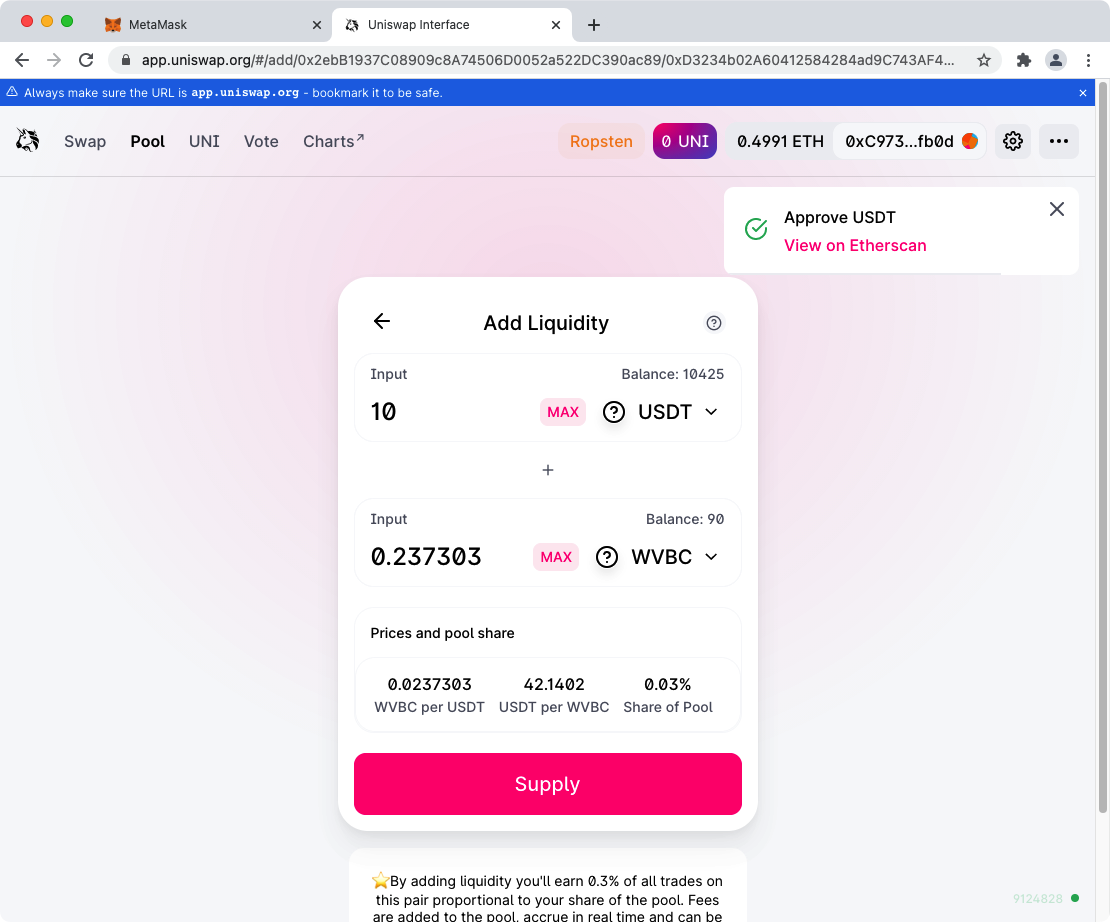 MetaMask
Uniswap Interface
app.uniswap.org/#/add/0x2ebB1937C08909c8A74506D0052a522DC390ac89/0xD3234b02A60412584284ad9C743AF4...
Always make sure the URL is app.uniswap.org - bookmark it to be safe.
Swap Pool UNI Vote Charts↗ Ropsten 0 UNI 0.4991 ETH 0xC973...fb0d
Approve USDT
View on Etherscan
Add Liquidity
Input Balance: 10425
10 MAX USDT
+
Input Balance: 90
0.237303 MAX WVBC
Prices and pool share
0.0237303 42.1402 0.03%
WVBC per USDT USDT per WVBC Share of Pool
Supply
⭐By adding liquidity you'll earn 0.3% of all trades on
this pair proportional to your share of the pool. Fees
are added to the pool, accrue in real time and can be
9124828